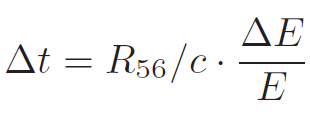 Δt = R₅₆/c · ΔE/E